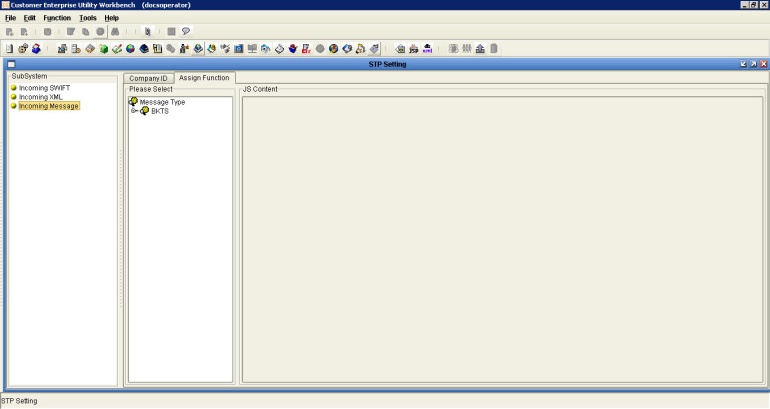 Customer Enterprise Utility Workbench (docsoperator)
File Edit Function Tools Help
STP Setting
SubSystem
Incoming SWIFT
Incoming XML
Incoming Message
Company ID Assign Function
Please Select
Message Type
BKTS
JS Content
STP Setting